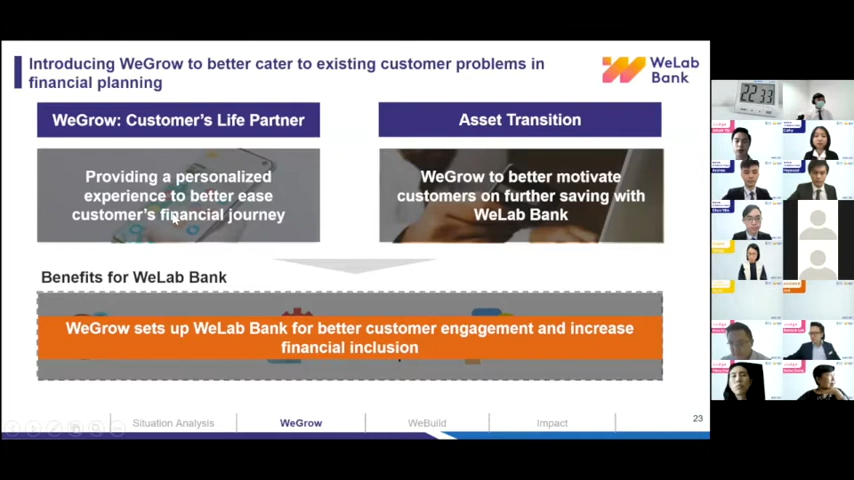 Introducing WeGrow to better cater to existing customer problems in
financial planning
WeLab
Bank
WeGrow: Customer's Life Partner
Asset Transition
Providing a personalized
experience to better ease
customer's financial journey
WeGrow to better motivate
customers on further saving with
WeLab Bank
Benefits for WeLab Bank
WeGrow sets up WeLab Bank for better customer engagement and increase
financial inclusion
Situation Analysis
WeGrow
WeBuild
Impact
23
22 33